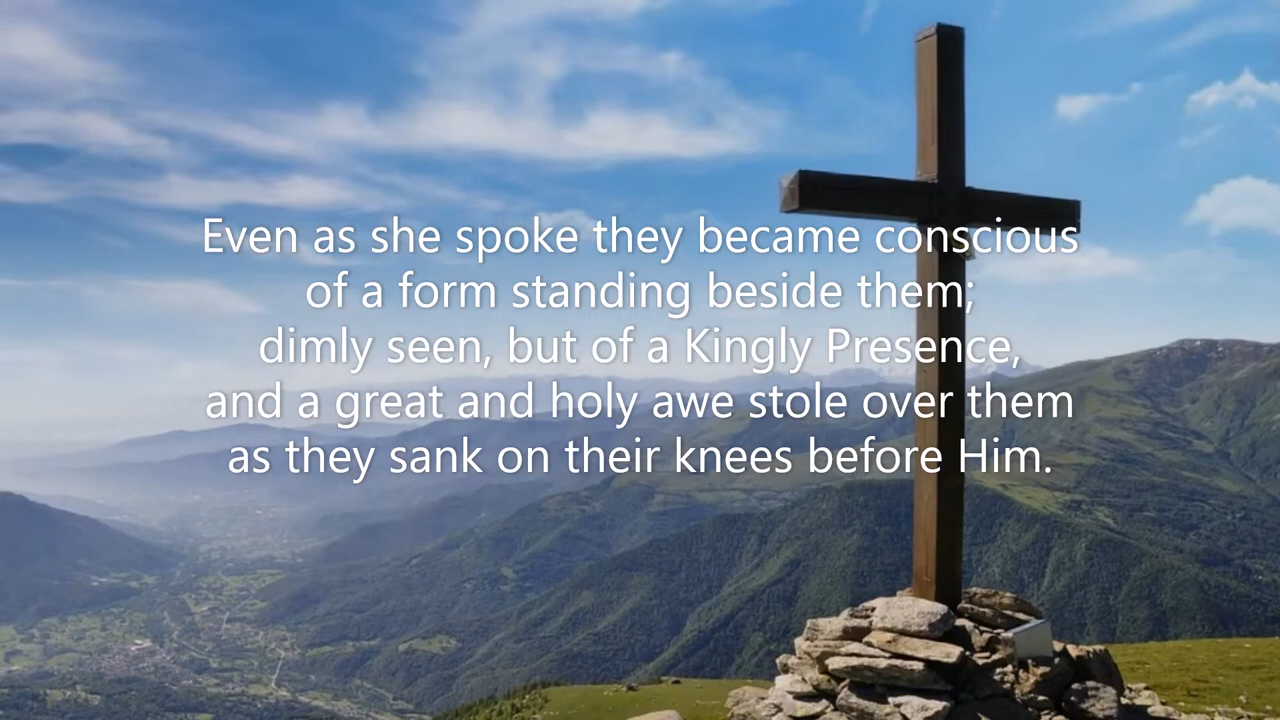 Even as she spoke they became conscious
of a form standing beside them;
dimly seen, but of a Kingly Presence,
and a great and holy awe stole over them
as they sank on their knees before Him.